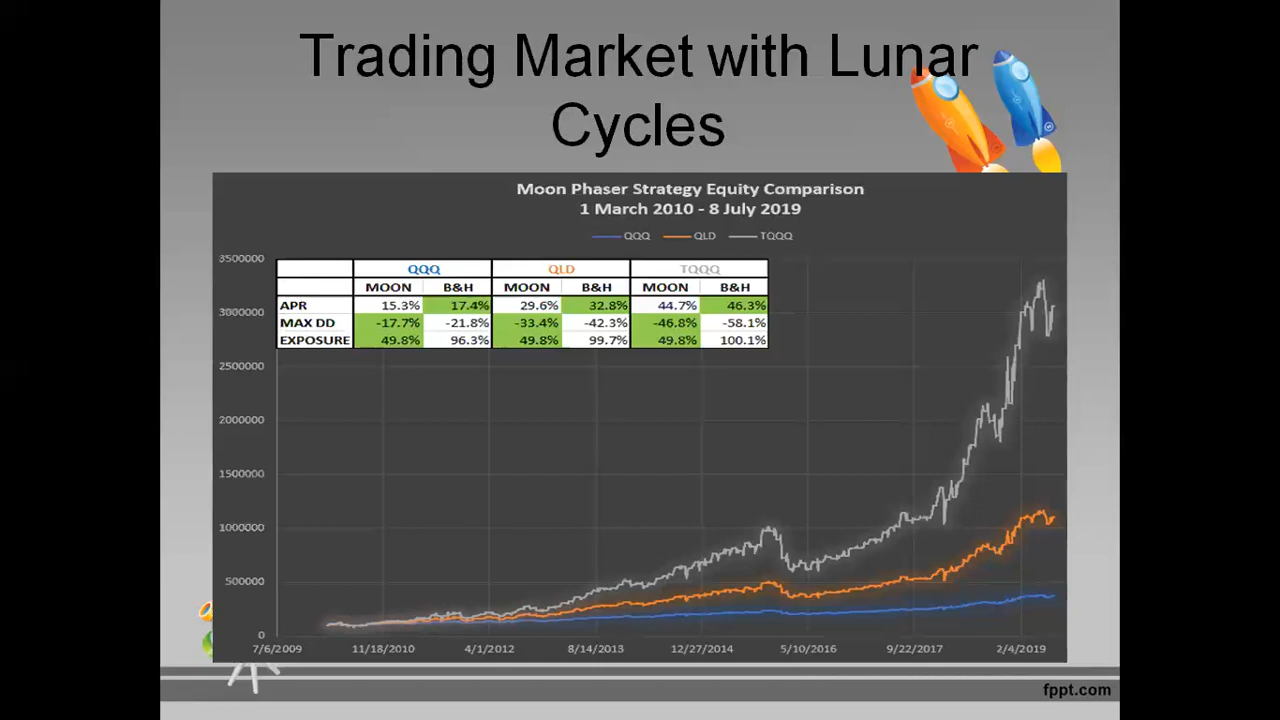 Trading Market with Lunar
Cycles
Moon Phaser Strategy Equity Comparison
1 March 2010 - 8 July 2019
QQQ QLD TQQQ
QQQ QLD TQQQ
MOON B&H MOON B&H MOON B&H
APR 15.3% 17.4% 29.6% 32.8% 44.7% 46.3%
MAX DD -17.7% -21.8% -33.4% -42.3% -46.8% -58.1%
EXPOSURE 49.8% 96.3% 49.8% 99.7% 49.8% 100.1%
3500000
3000000
2500000
2000000
1500000
1000000
500000
0
7/6/2009 11/18/2010 4/1/2012 8/14/2013 12/27/2014 5/10/2016 9/22/2017 2/4/2019
fppt.com